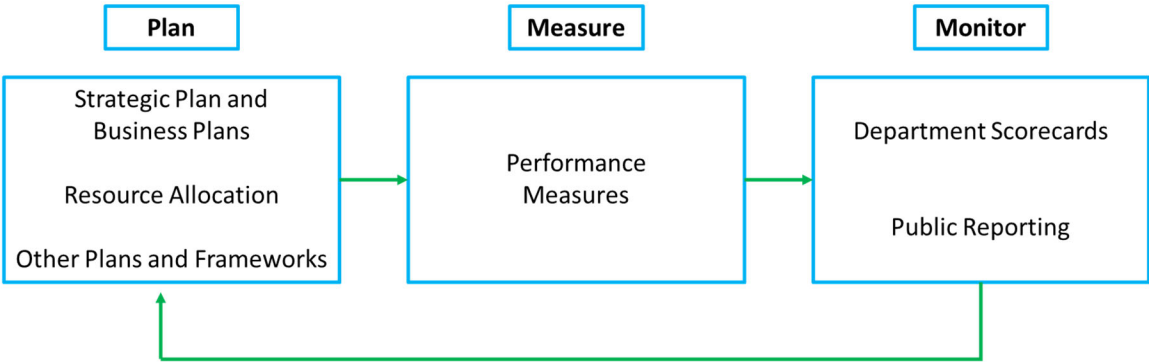 Plan
Measure
Monitor
Strategic Plan and
Business Plans
Resource Allocation
Other Plans and Frameworks
Performance
Measures
Department Scorecards
Public Reporting